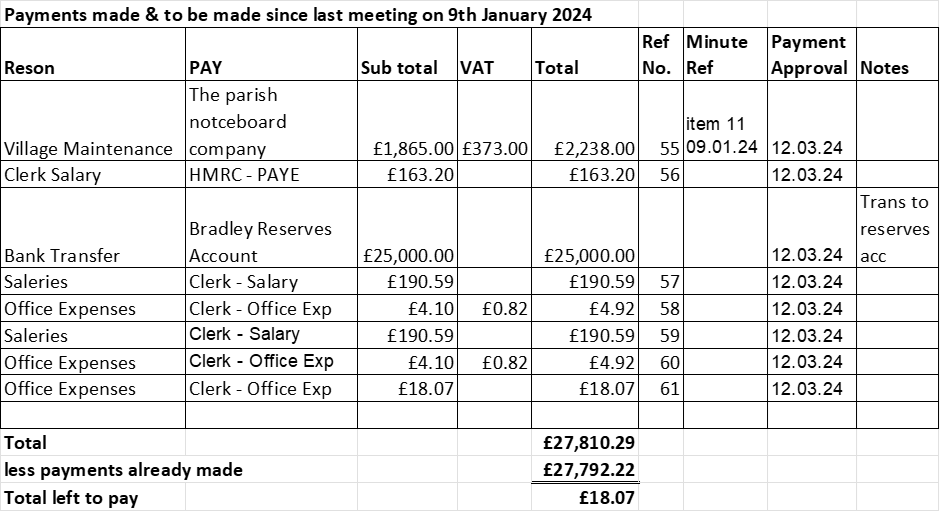 Payments made & to be made since last meeting on 9th January 2024
Reson PAY Sub total VAT Total Ref No. Minute Ref Payment Approval Notes
Village Maintenance The parish notceboard company £1,865.00 £373.00 £2,238.00 55 item 11 09.01.24 12.03.24
Clerk Salary HMRC - PAYE £163.20 £163.20 56 12.03.24
Bank Transfer Bradley Reserves Account £25,000.00 £25,000.00 12.03.24 Trans to reserves acc
Saleries Clerk - Salary £190.59 £190.59 57 12.03.24
Office Expenses Clerk - Office Exp £4.10 £0.82 £4.92 58 12.03.24
Saleries Clerk - Salary £190.59 £190.59 59 12.03.24
Office Expenses Clerk - Office Exp £4.10 £0.82 £4.92 60 12.03.24
Office Expenses Clerk - Office Exp £18.07 £18.07 61 12.03.24
Total £27,810.29
less payments already made £27,792.22
Total left to pay £18.07